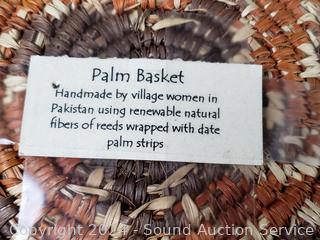 Palm Basket
Handmade by village women in
Pakistan using renewable natural
fibers of reeds wrapped with date
palm strips
Copyright 2024 - Sound Auction Service